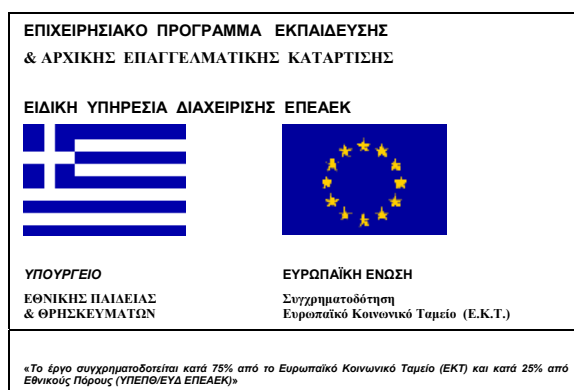 ΕΠΙΧΕΙΡΗΣΙΑΚΟ ΠΡΟΓΡΑΜΜΑ ΕΚΠΑΙΔΕΥΣΗΣ
& ΑΡΧΙΚΗΣ ΕΠΑΓΓΕΛΜΑΤΙΚΗΣ ΚΑΤΑΡΤΙΣΗΣ
ΕΙΔΙΚΗ ΥΠΗΡΕΣΙΑ ΔΙΑΧΕΙΡΙΣΗΣ ΕΠΕΑΕΚ
ΥΠΟΥΡΓΕΙΟ
ΕΘΝΙΚΗΣ ΠΑΙΔΕΙΑΣ
& ΘΡΗΣΚΕΥΜΑΤΩΝ
ΕΥΡΩΠΑΪΚΗ ΕΝΩΣΗ
Συγχρηματοδότηση
Ευρωπαϊκό Κοινωνικό Ταμείο (Ε.Κ.Τ.)
«Το έργο συγχρηματοδοτείται κατά 75% από το Ευρωπαϊκό Κοινωνικό Ταμείο (ΕΚΤ) και κατά 25% από
Εθνικούς Πόρους (ΥΠΕΠΘ/ΕΥΔ ΕΠΕΑΕΚ)»